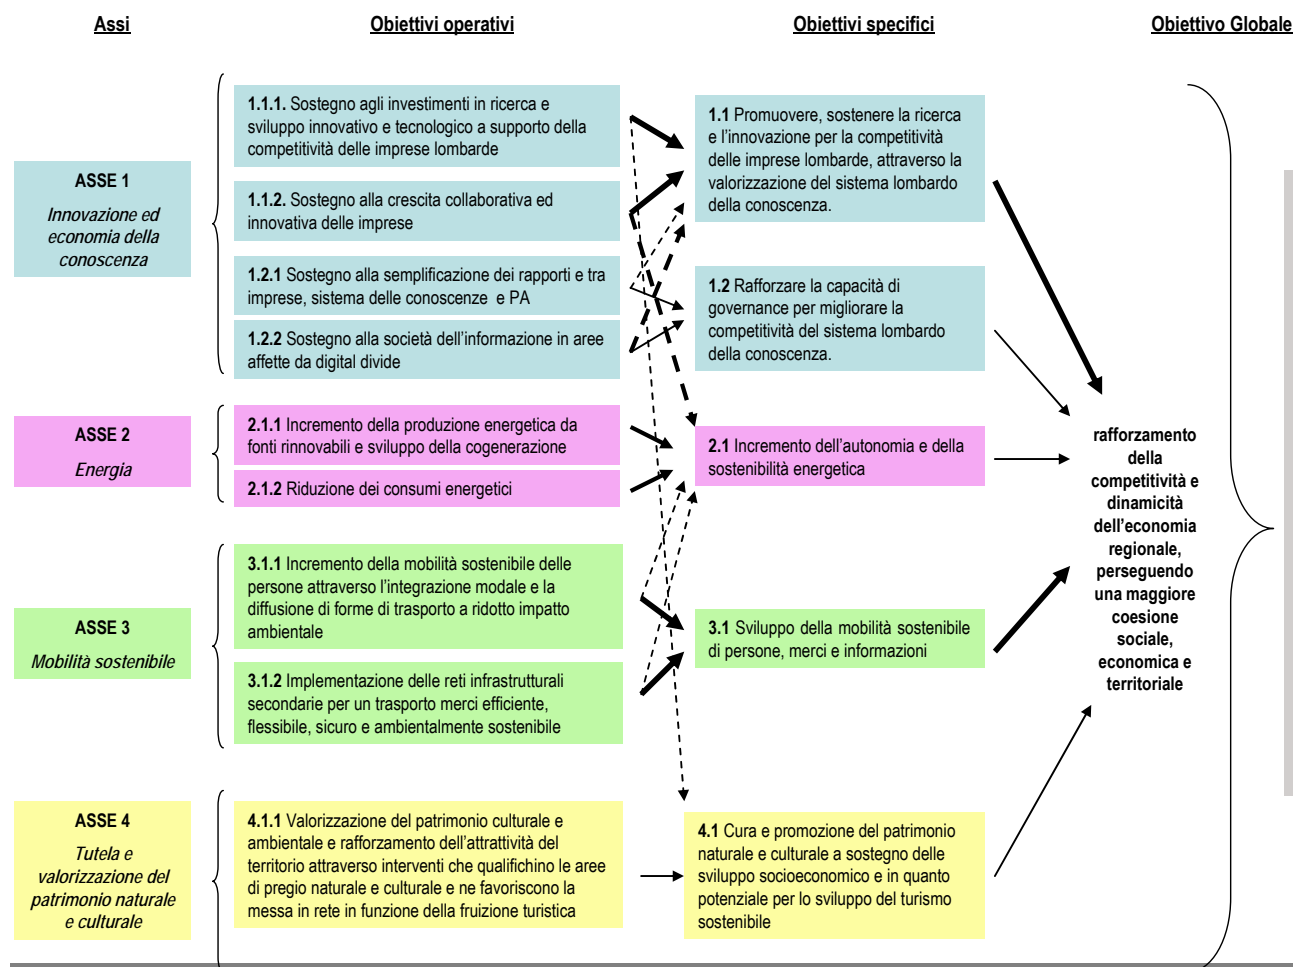 Assi
Obiettivi operativi
Obiettivi specifici
Obiettivo Globale
ASSE 1
Innovazione ed
economia della
conoscenza
1.1.1. Sostegno agli investimenti in ricerca e
sviluppo innovativo e tecnologico a supporto della
competitività delle imprese lombarde
1.1.2. Sostegno alla crescita collaborativa ed
innovativa delle imprese
1.2.1 Sostegno alla semplificazione dei rapporti e tra
imprese, sistema delle conoscenze e PA
1.2.2 Sostegno alla società dell'informazione in aree
affette da digital divide
1.1 Promuovere, sostenere la ricerca
e l'innovazione per la competitività
delle imprese lombarde, attraverso la
valorizzazione del sistema lombardo
della conoscenza.
1.2 Rafforzare la capacità di
governance per migliorare la
competitività del sistema lombardo
della conoscenza.
ASSE 2
Energia
2.1.1 Incremento della produzione energetica da
fonti rinnovabili e sviluppo della cogenerazione
2.1.2 Riduzione dei consumi energetici
2.1 Incremento dell'autonomia e della
sostenibilità energetica
ASSE 3
Mobilità sostenibile
3.1.1 Incremento della mobilità sostenibile delle
persone attraverso l'integrazione modale e la
diffusione di forme di trasporto a ridotto impatto
ambientale
3.1.2 Implementazione delle reti infrastrutturali
secondarie per un trasporto merci efficiente,
flessibile, sicuro e ambientalmente sostenibile
3.1 Sviluppo della mobilità sostenibile
di persone, merci e informazioni
ASSE 4
Tutela e
valorizzazione del
patrimonio naturale
e culturale
4.1.1 Valorizzazione del patrimonio culturale e
ambientale e rafforzamento dell'attrattività del
territorio attraverso interventi che qualifichino le aree
di pregio naturale e culturale e ne favoriscono la
messa in rete in funzione della fruizione turistica
4.1 Cura e promozione del patrimonio
naturale e culturale a sostegno delle
sviluppo socioeconomico e in quanto
potenziale per lo sviluppo del turismo
sostenibile
rafforzamento
della
competitività e
dinamicità
dell'economia
regionale,
perseguendo
una maggiore
coesione
sociale,
economica e
territoriale